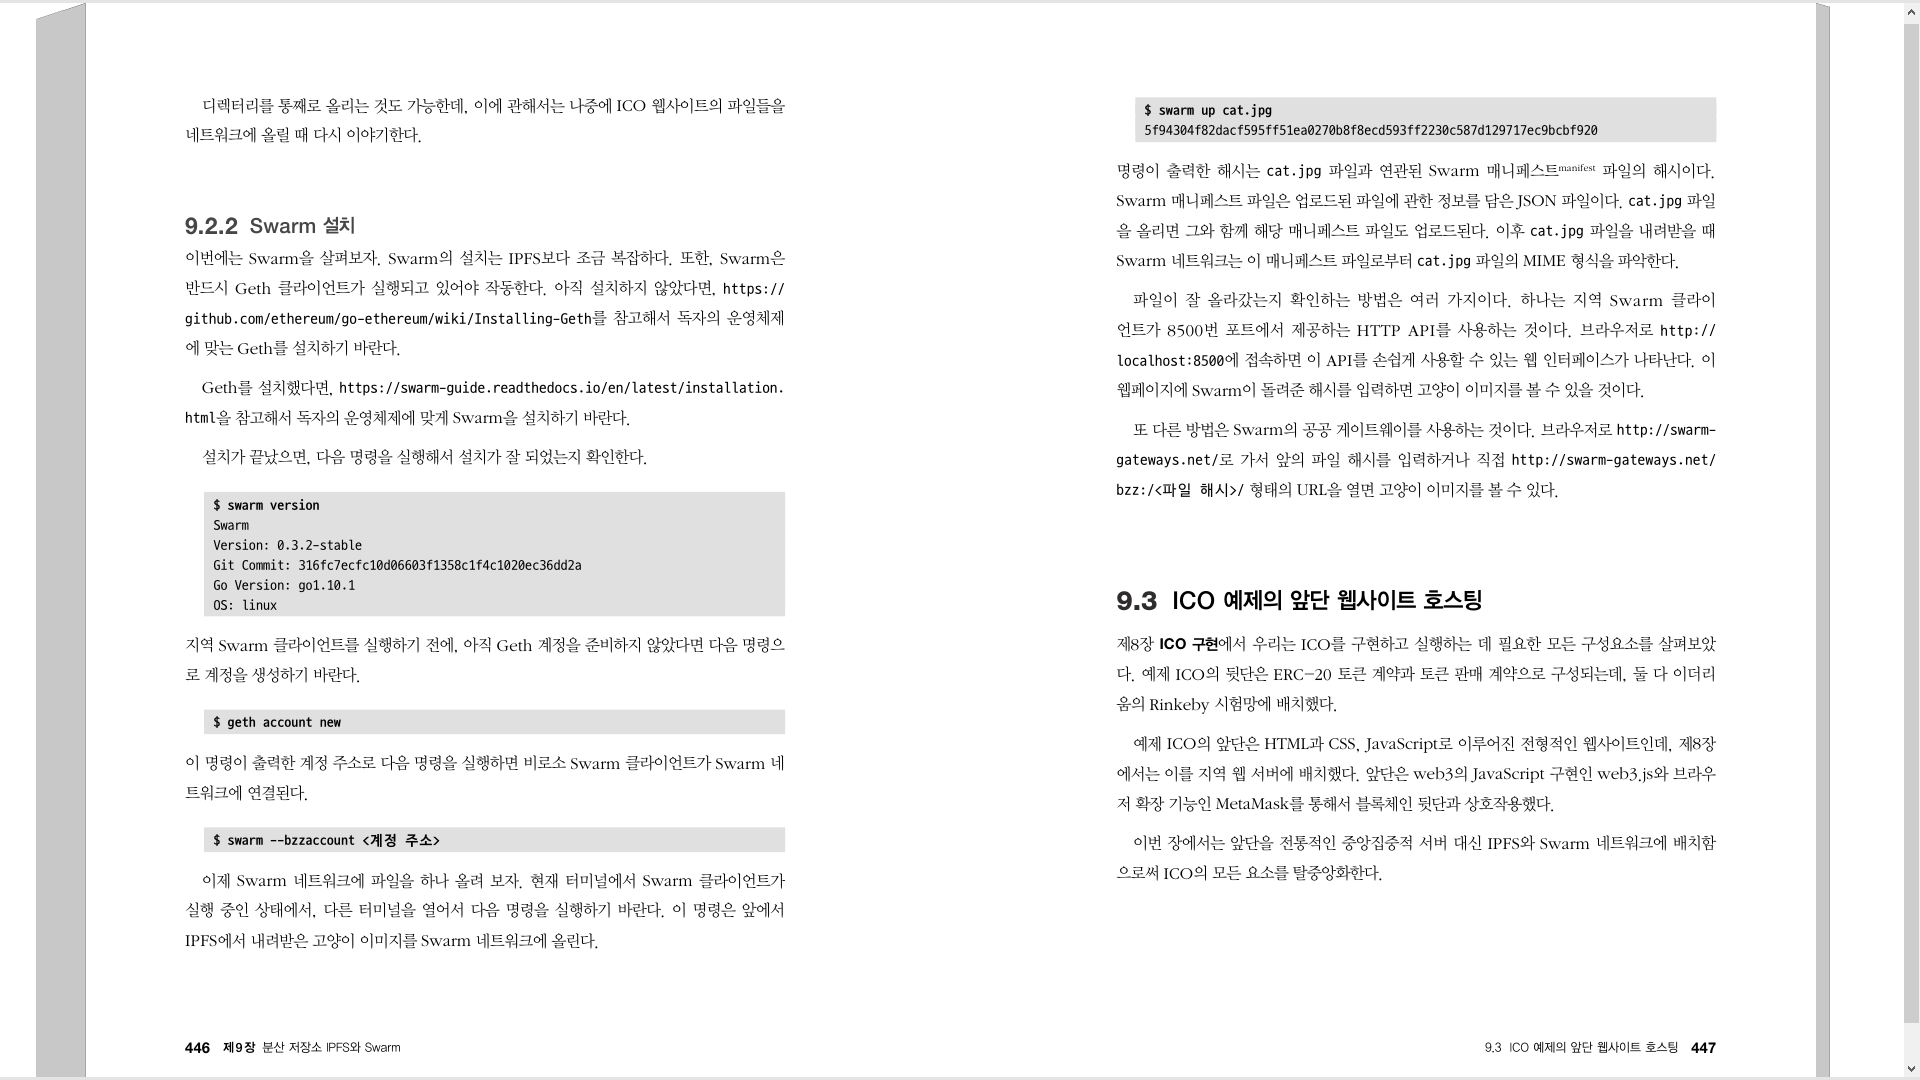 디렉터리를 통째로 올리는 것도 가능한데, 이에 관해서는 나중에 ICO 웹사이트의 파일들을
네트워크에 올릴 때 다시 이야기한다.
9.2.2 Swarm 설치
이번에는 Swarm을 살펴보자. Swarm의 설치는 IPFS보다 조금 복잡하다. 또한, Swarm은
반드시 Geth 클라이언트가 실행되고 있어야 작동한다. 아직 설치하지 않았다면, https://
github.com/ethereum/go-ethereum/wiki/Installing-Geth를 참고해서 독자의 운영체제
에 맞는 Geth를 설치하기 바란다.
Geth를 설치했다면, https://swarm-guide.readthedocs.io/en/latest/installation.
html을 참고해서 독자의 운영체제에 맞게 Swarm을 설치하기 바란다.
설치가 끝났으면, 다음 명령을 실행해서 설치가 잘 되었는지 확인한다.
$ swarm version
Swarm
Version: 0.3.2-stable
Git Commit: 316fc7ecfc10d06603f1358c1f4c1020ec36dd2a
Go Version: go1.10.1
OS: linux
지역 Swarm 클라이언트를 실행하기 전에, 아직 Geth 계정을 준비하지 않았다면 다음 명령으
로 계정을 생성하기 바란다.
$ geth account new
이 명령이 출력한 계정 주소로 다음 명령을 실행하면 비로소 Swarm 클라이언트가 Swarm 네
트워크에 연결된다.
$ swarm --bzzaccount <계정 주소>
이제 Swarm 네트워크에 파일을 하나 올려 보자. 현재 터미널에서 Swarm 클라이언트가
실행 중인 상태에서, 다른 터미널을 열어서 다음 명령을 실행하기 바란다. 이 명령은 앞에서
IPFS에서 내려받은 고양이 이미지를 Swarm 네트워크에 올린다.
446 제9장 분산 저장소 IPFS와 Swarm
$ swarm up cat.jpg
5f94304f82dacf595ff51ea0270b8f8ecd593ff2230c587d129717ec9bcbf920
명령이 출력한 해시는 cat.jpg 파일과 연관된 Swarm 매니페스트manifest 파일의 해시이다.
Swarm 매니페스트 파일은 업로드된 파일에 관한 정보를 담은 JSON 파일이다. cat.jpg 파일
을 올리면 그와 함께 해당 매니페스트 파일도 업로드된다. 이후 cat.jpg 파일을 내려받을 때
Swarm 네트워크는 이 매니페스트 파일로부터 cat.jpg 파일의 MIME 형식을 파악한다.
파일이 잘 올라갔는지 확인하는 방법은 여러 가지이다. 하나는 지역 Swarm 클라이
언트가 8500번 포트에서 제공하는 HTTP API를 사용하는 것이다. 브라우저로 http://
localhost:8500에 접속하면 이 API를 손쉽게 사용할 수 있는 웹 인터페이스가 나타난다. 이
웹페이지에 Swarm이 돌려준 해시를 입력하면 고양이 이미지를 볼 수 있을 것이다.
또 다른 방법은 Swarm의 공공 게이트웨이를 사용하는 것이다. 브라우저로 http://swarm-
gateways.net/로 가서 앞의 파일 해시를 입력하거나 직접 http://swarm-gateways.net/
bzz:/<파일 해시>/ 형태의 URL을 열면 고양이 이미지를 볼 수 있다.
9.3 ICO 예제의 앞단 웹사이트 호스팅
제8장 ICO 구현에서 우리는 ICO를 구현하고 실행하는 데 필요한 모든 구성요소를 살펴보았
다. 예제 ICO의 뒷단은 ERC-20 토큰 계약과 토큰 판매 계약으로 구성되는데, 둘 다 이더리
움의 Rinkeby 시험망에 배치했다.
예제 ICO의 앞단은 HTML과 CSS, JavaScript로 이루어진 전형적인 웹사이트인데, 제8장
에서는 이를 지역 웹 서버에 배치했다. 앞단은 web3의 JavaScript 구현인 web3.js와 브라우
저 확장 기능인 MetaMask를 통해서 블록체인 뒷단과 상호작용했다.
이번 장에서는 앞단을 전통적인 중앙집중적 서버 대신 IPFS와 Swarm 네트워크에 배치함
으로써 ICO의 모든 요소를 탈중앙화한다.
9.3 ICO 예제의 앞단 웹사이트 호스팅 447